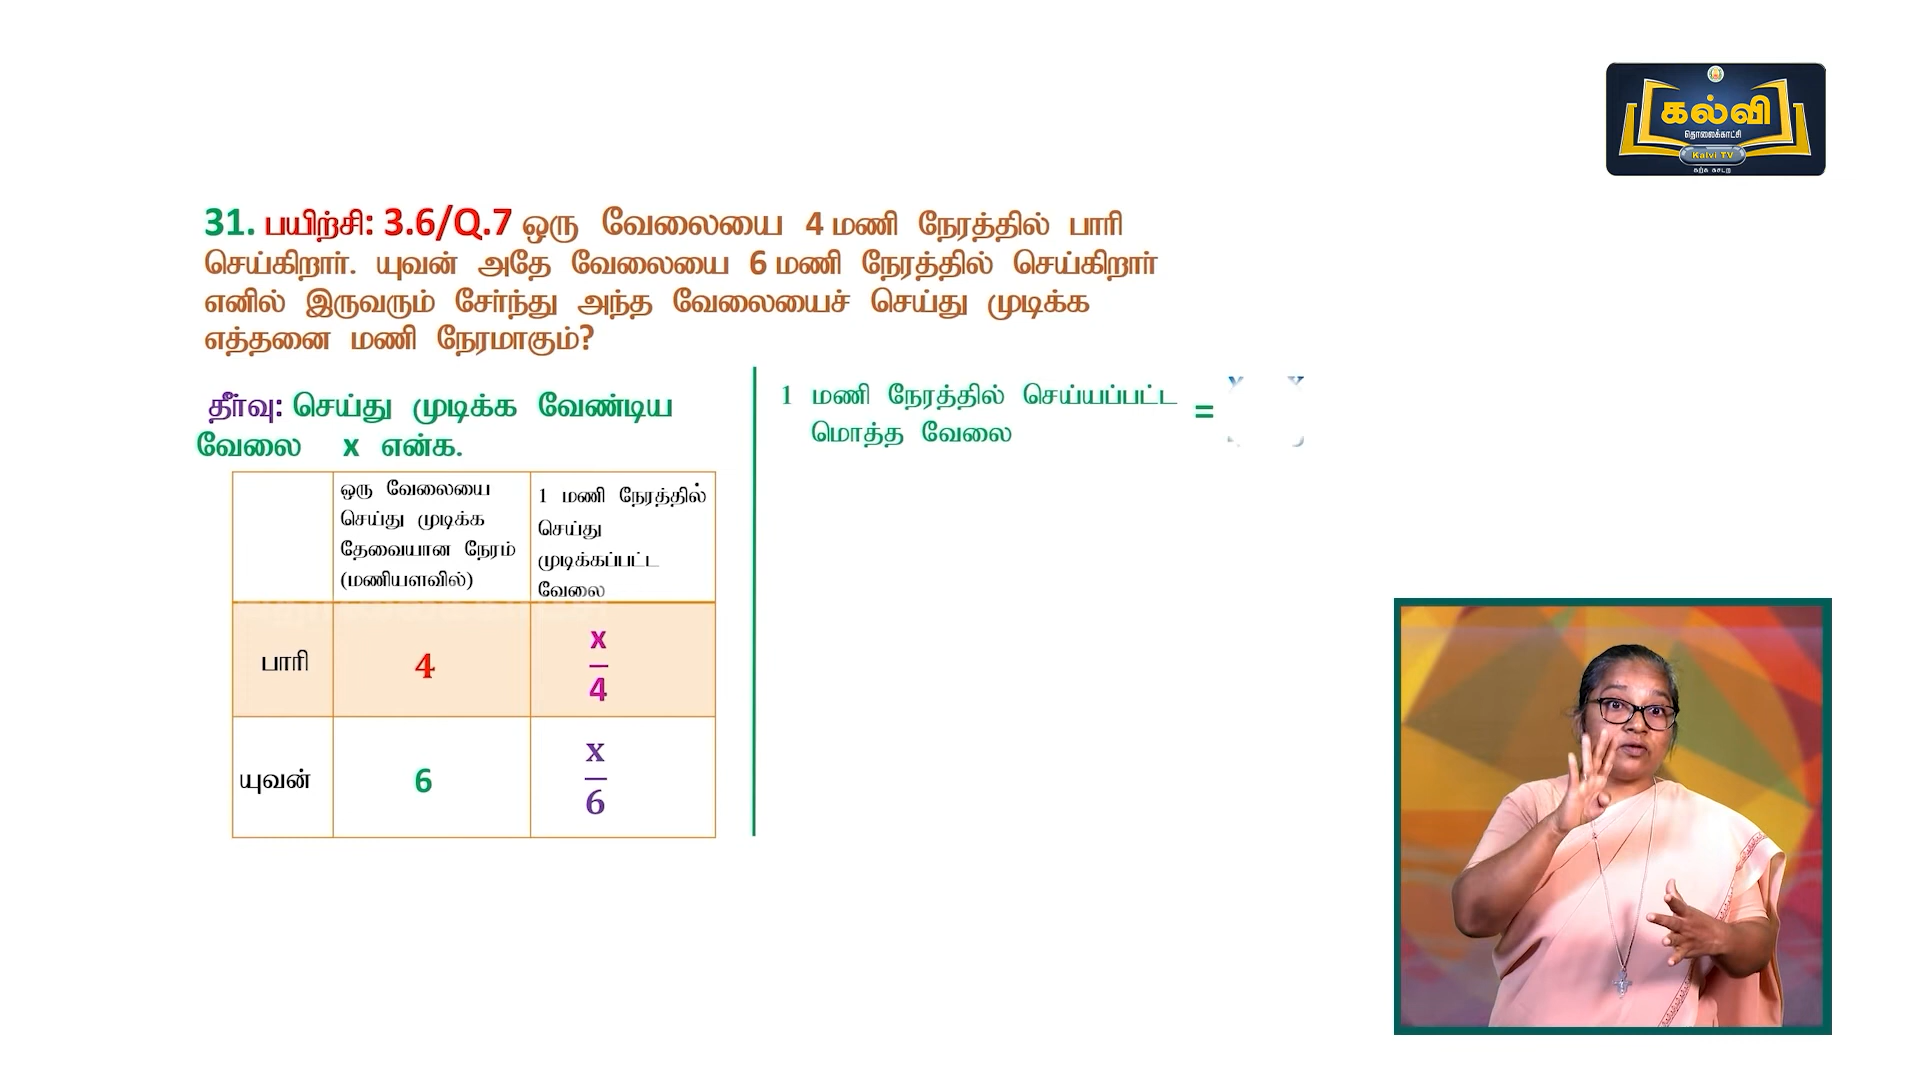 கல்வி
தொலைக்காட்சி
Kalvi TV
31. பயிற்சி: 3.6/Q.7 ஒரு வேலையை 4 மணி நேரத்தில் பாரி
செய்கிறார். யுவன் அதே வேலையை 6 மணி நேரத்தில் செய்கிறார்
எனில் இருவரும் சேர்ந்து அந்த வேலையைச் செய்து முடிக்க
எத்தனை மணி நேரமாகும்?
தீர்வு: செய்து முடிக்க வேண்டிய
வேலை x என்க.
ஒரு வேலையை
செய்து முடிக்க
தேவையான நேரம்
(மணியளவில்)
1 மணி நேரத்தில்
செய்து
முடிக்கப்பட்ட
வேலை
பாரி
4
x
4
யுவன்
6
x
6
1 மணி நேரத்தில் செய்யப்பட்ட
மொத்த வேலை =